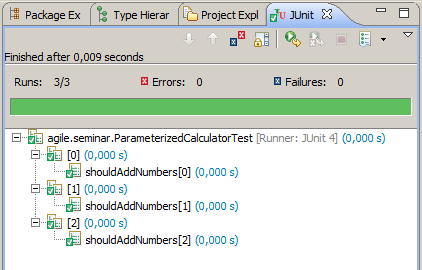 Package Ex Type Hierar Project Expl JUnit
Finished after 0,009 seconds
Runs: 3/3 Errors: 0 Failures: 0
agile.seminar.ParameterizedCalculatorTest [Runner: JUnit 4] (0,000 s)
[0] (0,000 s)
shouldAddNumbers[0] (0,000 s)
[1] (0,000 s)
shouldAddNumbers[1] (0,000 s)
[2] (0,000 s)
shouldAddNumbers[2] (0,000 s)